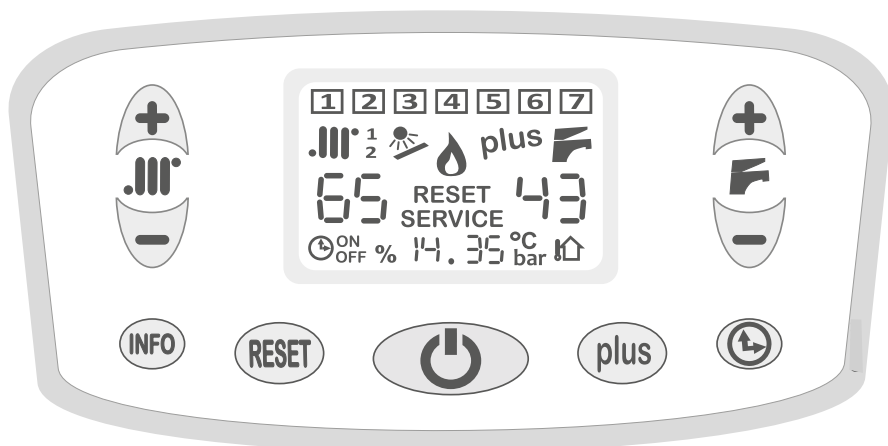 1 2 3 4 5 6 7
1
2
plus
65 RESET 43
SERVICE
ON
OFF % 14.35 °C
bar
INFO RESET plus